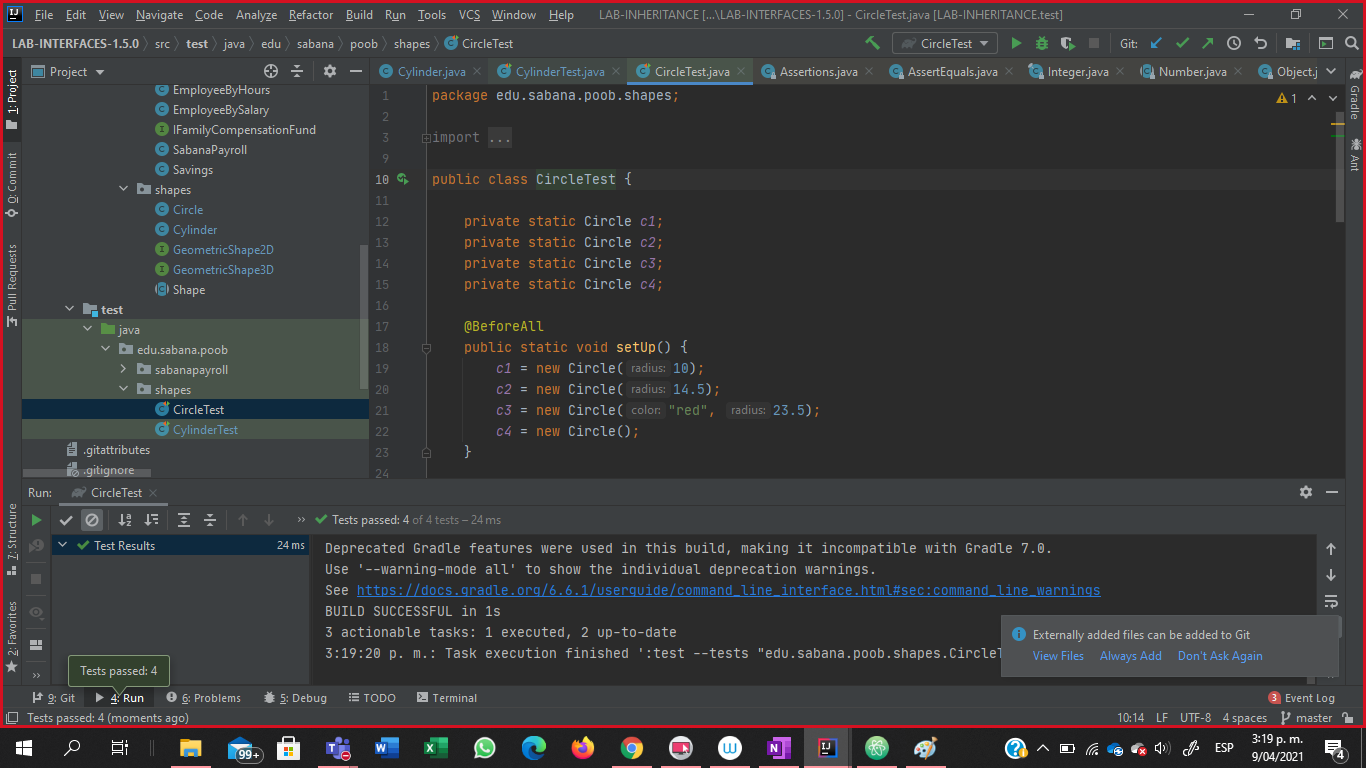 File Edit View Navigate Code Analyze Refactor Build Run Tools VCS Window Help LAB-INHERITANCE [...\LAB-INTERFACES-1.5.0] - CircleTest.java [LAB-INHERITANCE.test]
LAB-INTERFACES-1.5.0 src test java edu sabana poob shapes CircleTest CircleTest Git:
Project
Cylinder.java CylinderTest.java CircleTest.java Assertions.java AssertEquals.java Integer.java Number.java Object.j
1: Project
0: Commit
Pull Requests
7: Structure
2: Favorites
EmployeeByHours
EmployeeBySalary
IFamilyCompensationFund
SabanaPayroll
Savings
shapes
Circle
Cylinder
GeometricShape2D
GeometricShape3D
Shape
test
java
edu.sabana.poob
sabanapayroll
shapes
CircleTest
CylinderTest
.gitattributes
.gitignore
1 package edu.sabana.poob.shapes; 1
2
3 import ...
9
10 public class CircleTest {
11
12 private static Circle c1;
13 private static Circle c2;
14 private static Circle c3;
15 private static Circle c4;
16
17 @BeforeAll
18 public static void setUp() {
19 c1 = new Circle( radius: 10);
20 c2 = new Circle( radius: 14.5);
21 c3 = new Circle( color: "red", radius: 23.5);
22 c4 = new Circle();
23 }
24
Gradle
Ant
Run: CircleTest
» Tests passed: 4 of 4 tests – 24 ms
Test Results 24 ms
Deprecated Gradle features were used in this build, making it incompatible with Gradle 7.0.
Use '--warning-mode all' to show the individual deprecation warnings.
See https://docs.gradle.org/6.6.1/userguide/command_line_interface.html#sec:command_line_warnings
BUILD SUCCESSFUL in 1s
3 actionable tasks: 1 executed, 2 up-to-date
3:19:20 p. m.: Task execution finished ':test --tests "edu.sabana.poob.shapes.Circle
Externally added files can be added to Git
View Files Always Add Don't Ask Again
Tests passed: 4
»
9: Git 4: Run 6: Problems 5: Debug TODO Terminal 3 Event Log
Tests passed: 4 (moments ago) 10:14 LF UTF-8 4 spaces master
99+ ESP 3:19 p. m.
9/04/2021 4